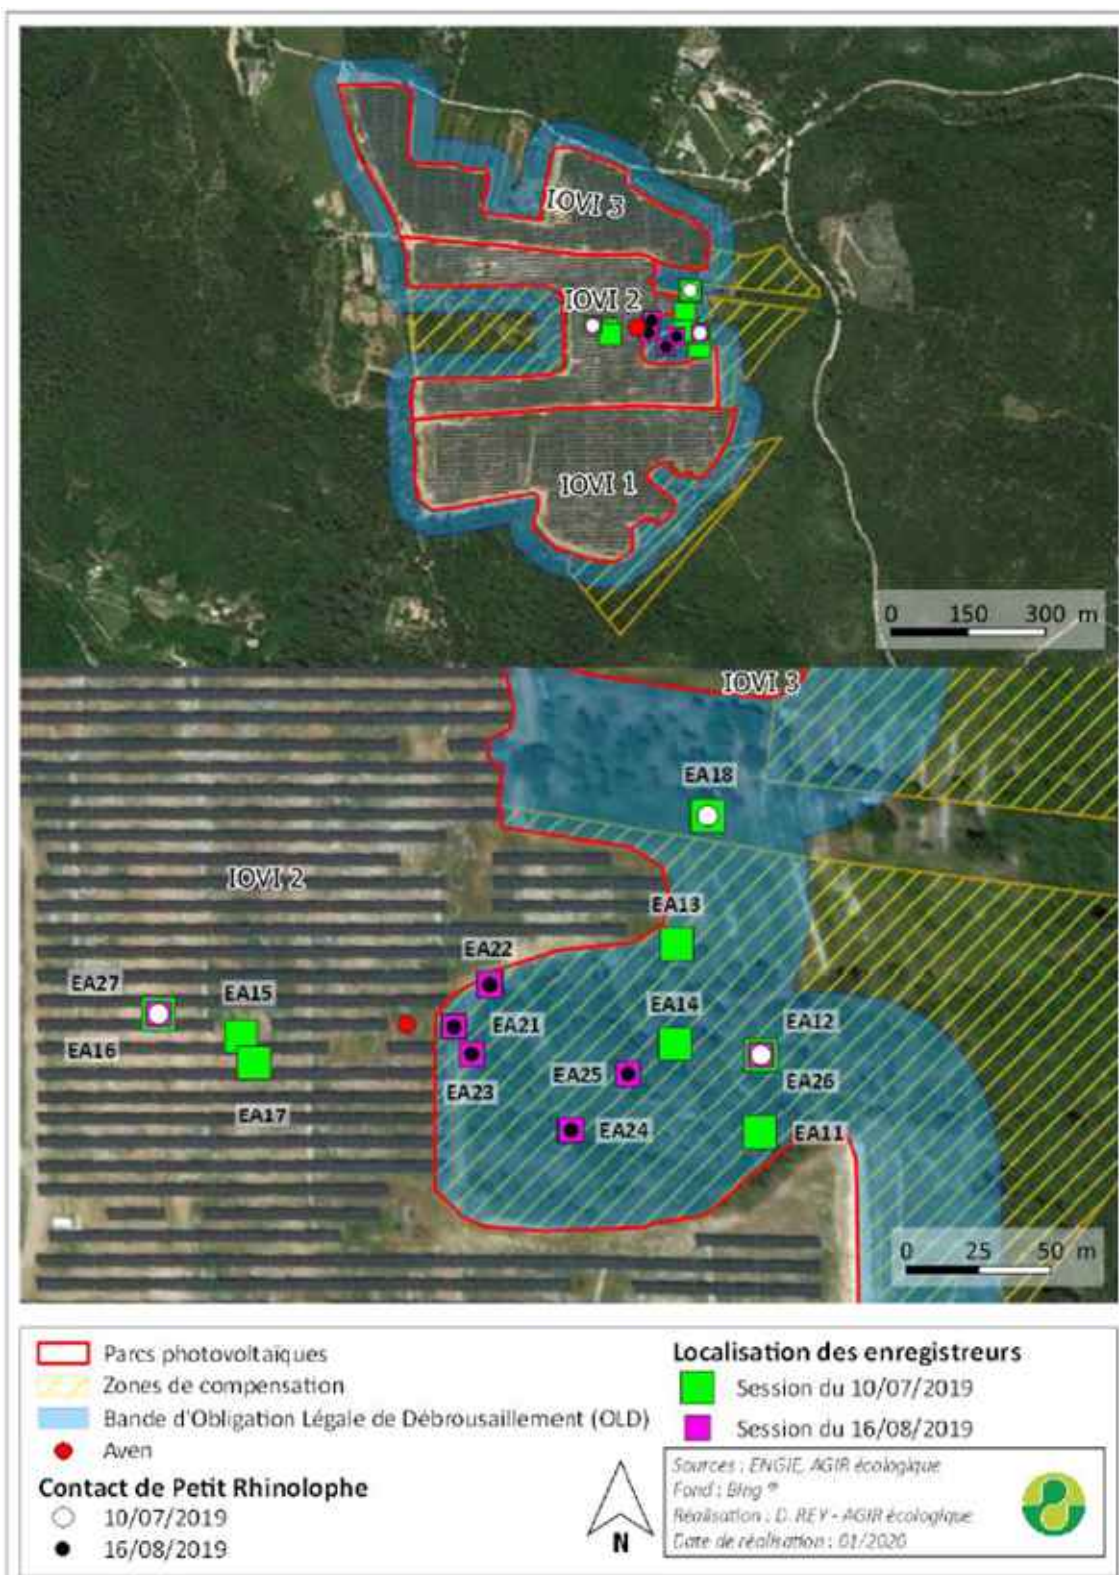 IOVI 3
IOVI 2
IOVI 1
0 150 300 m
IOVI 3
EA18
IOVI 2
EA13
EA22
EA27
EA15
EA14
EA12
EA21
EA16
EA25
EA26
EA23
EA17
EA24
EA11
0 25 50 m
Parcs photovoltaïques
Zones de compensation
Bande d'Obligation Légale de Débrousaillement (OLD)
Aven
Contact de Petit Rhinolophe
10/07/2019
16/08/2019
Localisation des enregistreurs
Session du 10/07/2019
Session du 16/08/2019
N
Sources : ENGIE, AGIR écologique
Fond : Bing ®
Réalisation : D. REY - AGIR écologique
Date de réalisation : 01/2020